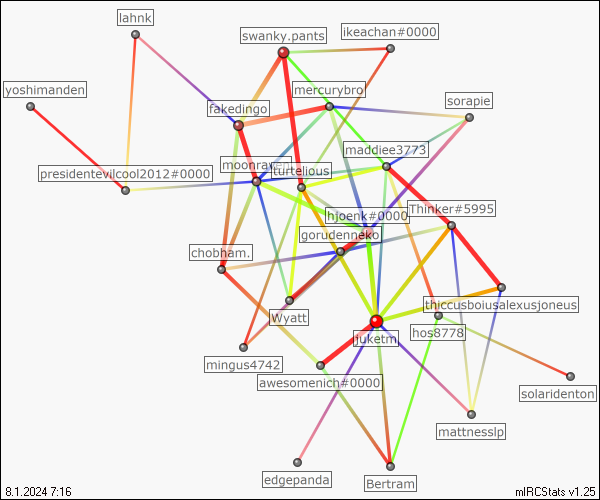 lahnk
swanky.pants
ikeachan#0000
yoshimanden
mercurybro
fakedingo
sorapie
maddiee3773
moonraven
turtelious
presidentevilcool2012#0000
hjoenk#0000
Thinker#5995
gorudenneko
chobham.
thiccusboiusalexusjoneus
Wyatt
hos8778
juketm
mingus4742
awesomenich#0000
solaridenton
mattnesslp
edgepanda
Bertram
8.1.2024 7:16
mIRCStats v1.25